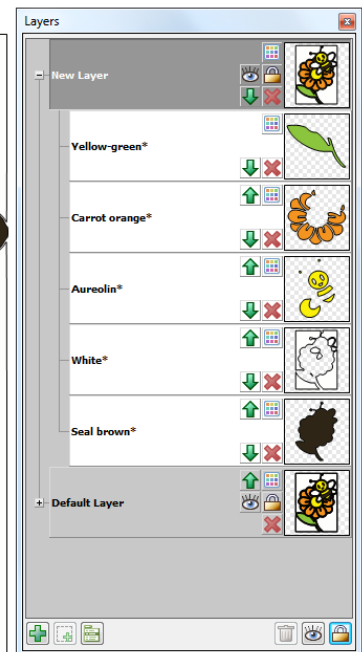 Layers
New Layer
Yellow-green*
Carrot orange*
Aureolin*
White*
Seal brown*
Default Layer